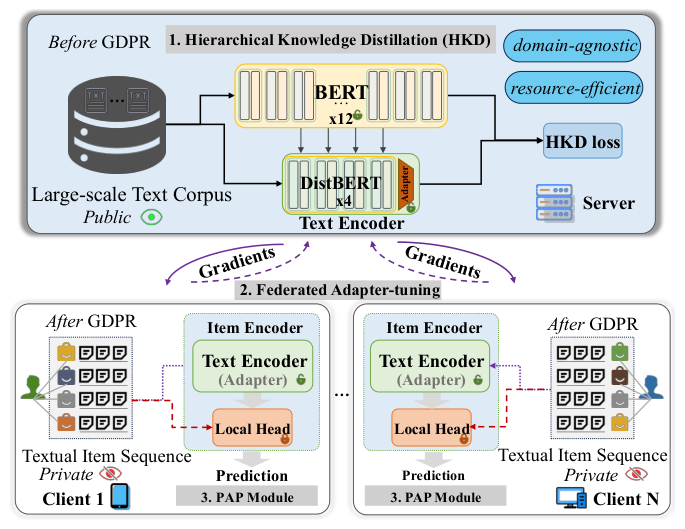 Before GDPR
1. Hierarchical Knowledge Distillation (HKD)
domain-agnostic
resource-efficient
TXT ... TXT
BERT
...
x12
HKD loss
DistBERT
x4
Adapter
Large-scale Text Corpus
Public
Text Encoder
Server
Gradients
Gradients
2. Federated Adapter-tuning
After GDPR
Item Encoder
Text Encoder
(Adapter)
Local Head
Textual Item Sequence
Private
Prediction
Client 1
3. PAP Module
...
Item Encoder
After GDPR
Text Encoder
(Adapter)
Local Head
Textual Item Sequence
Prediction
Private
3. PAP Module
Client N